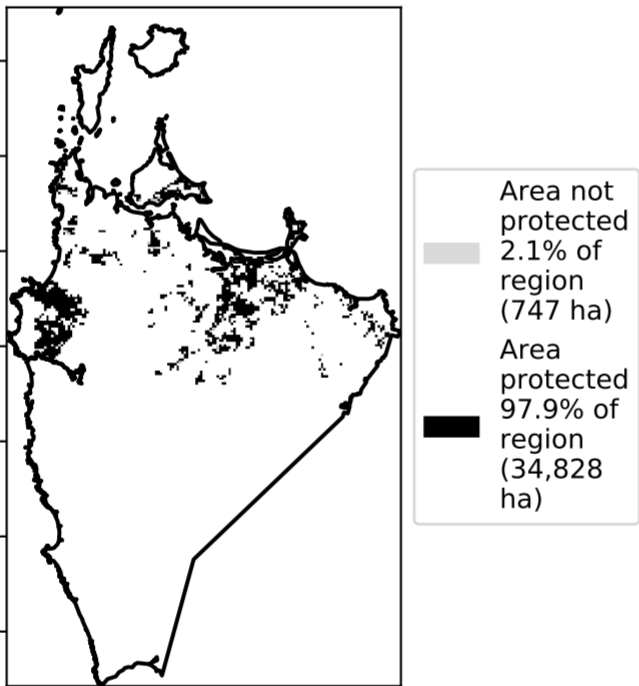 Area not
protected
2.1% of
region
(747 ha)
Area
protected
97.9% of
region
(34,828
ha)